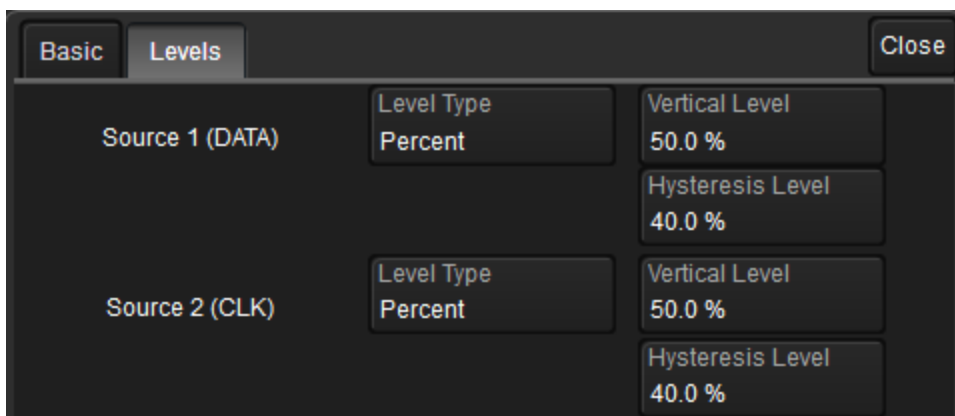 Basic Levels Close
Level Type Vertical Level
Source 1 (DATA) Percent 50.0 %
Hysteresis Level
40.0 %
Level Type Vertical Level
Source 2 (CLK) Percent 50.0 %
Hysteresis Level
40.0 %